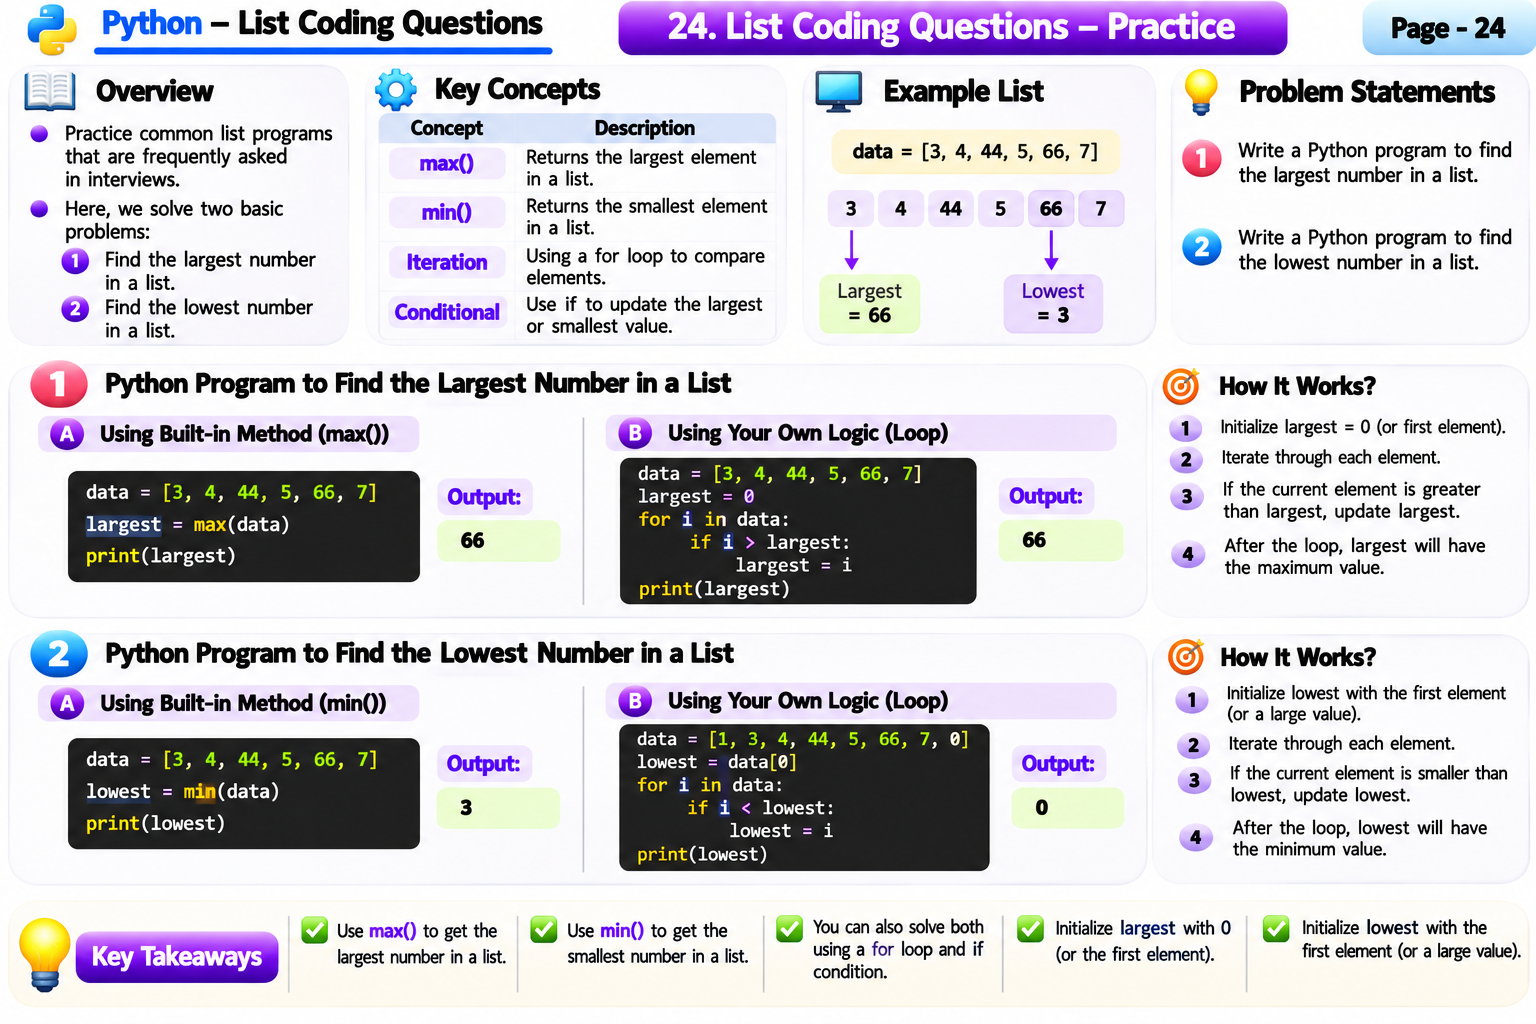 Python – List Coding Questions
24. List Coding Questions – Practice
Page - 24
Overview
Practice common list programs
that are frequently asked
in interviews.
Here, we solve two basic
problems:
1 Find the largest number
in a list.
2 Find the lowest number
in a list.
Key Concepts
Concept Description
max() Returns the largest element
in a list.
min() Returns the smallest element
in a list.
Iteration Using a for loop to compare
elements.
Conditional Use if to update the largest
or smallest value.
Example List
data = [3, 4, 44, 5, 66, 7]
3 4 44 5 66 7
Largest
= 66
Lowest
= 3
Problem Statements
1 Write a Python program to find
the largest number in a list.
2 Write a Python program to find
the lowest number in a list.
1 Python Program to Find the Largest Number in a List
A Using Built-in Method (max())
data = [3, 4, 44, 5, 66, 7]
largest = max(data)
print(largest)
Output:
66
B Using Your Own Logic (Loop)
data = [3, 4, 44, 5, 66, 7]
largest = 0
for i in data:
if i > largest:
largest = i
print(largest)
Output:
66
How It Works?
1 Initialize largest = 0 (or first element).
2 Iterate through each element.
3 If the current element is greater
than largest, update largest.
4 After the loop, largest will have
the maximum value.
2 Python Program to Find the Lowest Number in a List
A Using Built-in Method (min())
data = [3, 4, 44, 5, 66, 7]
lowest = min(data)
print(lowest)
Output:
3
B Using Your Own Logic (Loop)
data = [1, 3, 4, 44, 5, 66, 7, 0]
lowest = data[0]
for i in data:
if i < lowest:
lowest = i
print(lowest)
Output:
0
How It Works?
1 Initialize lowest with the first element
(or a large value).
2 Iterate through each element.
3 If the current element is smaller than
lowest, update lowest.
4 After the loop, lowest will have
the minimum value.
Key Takeaways
Use max() to get the
largest number in a list.
Use min() to get the
smallest number in a list.
You can also solve both
using a for loop and if
condition.
Initialize largest with 0
(or the first element).
Initialize lowest with the
first element (or a large value).